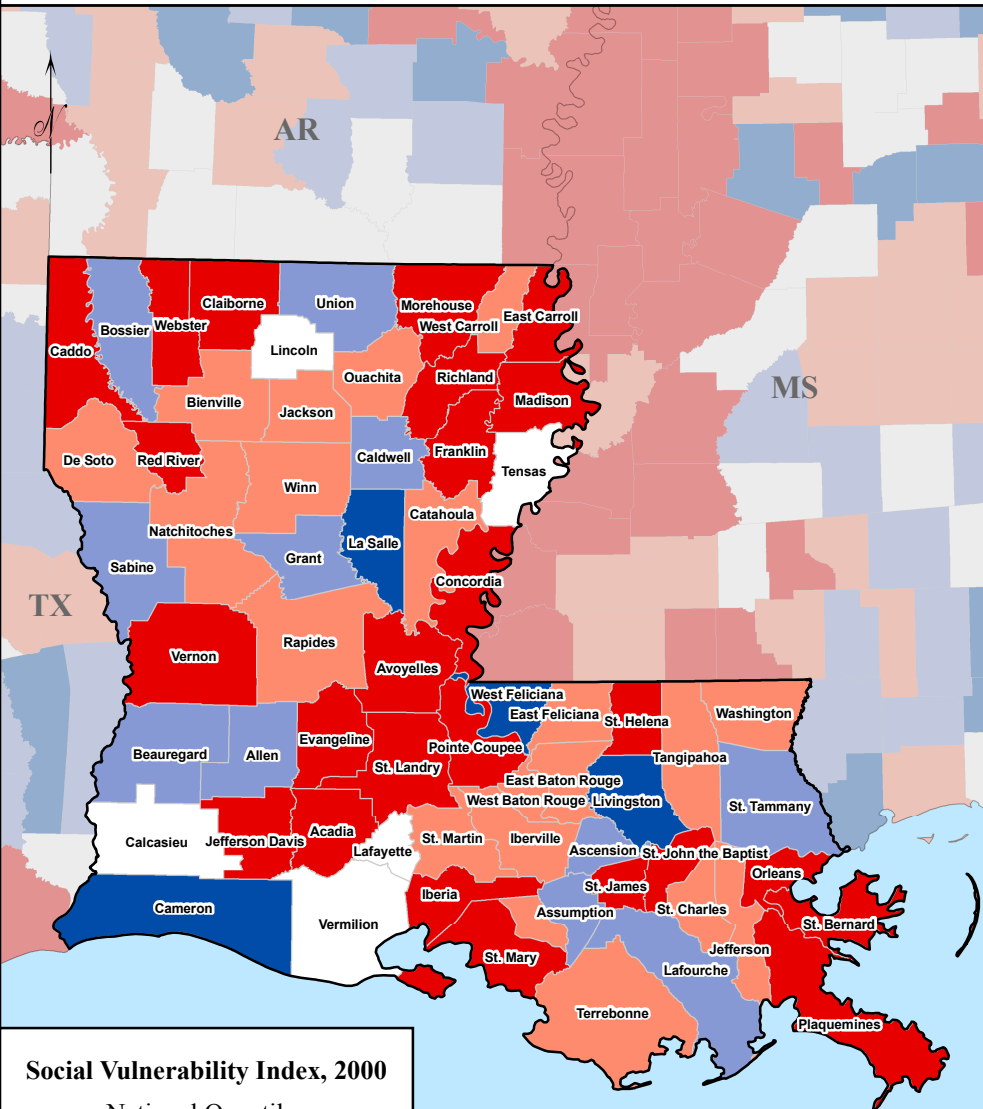 AR
N
Claiborne
Union
Morehouse
East Carroll
Bossier
Webster
West Carroll
Caddo
Lincoln
Ouachita
Richland
MS
Bienville
Jackson
Madison
De Soto
Red River
Caldwell
Franklin
Tensas
Winn
Catahoula
Natchitoches
La Salle
Sabine
Grant
Concordia
TX
Rapides
Vernon
Avoyelles
West Feliciana
East Feliciana
St. Helena
Washington
Beauregard
Allen
Evangeline
Pointe Coupee
Tangipahoa
St. Landry
East Baton Rouge
West Baton Rouge
Livingston
St. Tammany
Calcasieu
Jefferson Davis
Acadia
Lafayette
St. Martin
Iberville
Ascension
St. John the Baptist
Orleans
Cameron
Iberia
St. James
Vermilion
Assumption
St. Charles
St. Bernard
St. Mary
Jefferson
Lafourche
Terrebonne
Plaquemines
Social Vulnerability Index, 2000